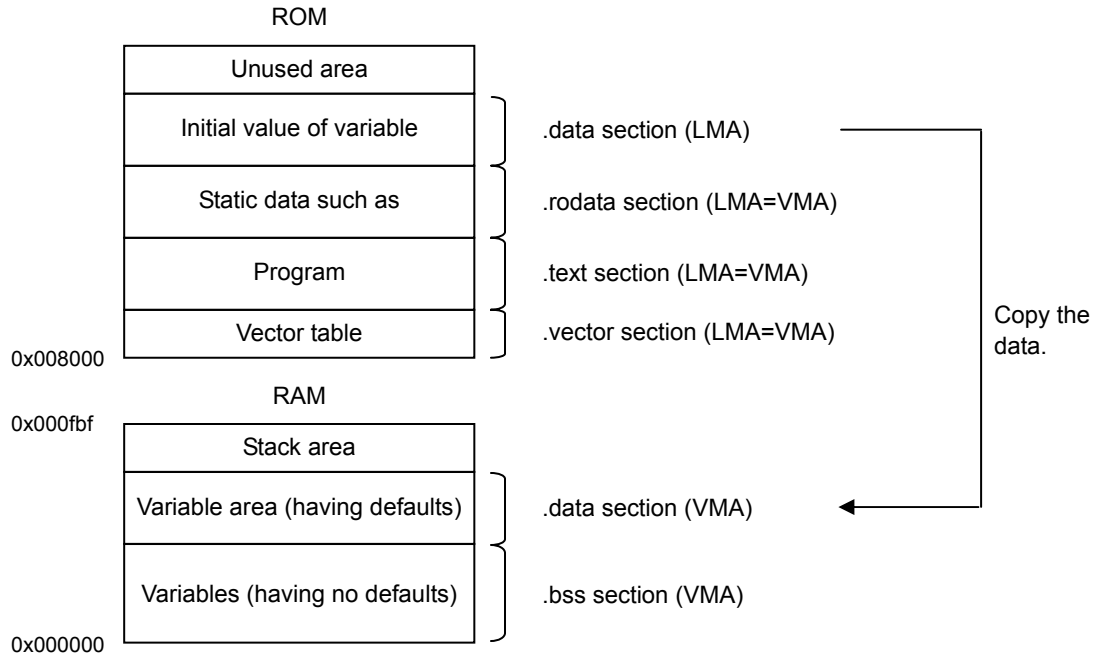 ROM
Unused area
Initial value of variable
.data section (LMA)
Static data such as
.rodata section (LMA=VMA)
Program
.text section (LMA=VMA)
Vector table
.vector section (LMA=VMA)
Copy the
data.
0x008000
RAM
0x000fbf
Stack area
Variable area (having defaults)
.data section (VMA)
Variables (having no defaults)
.bss section (VMA)
0x000000